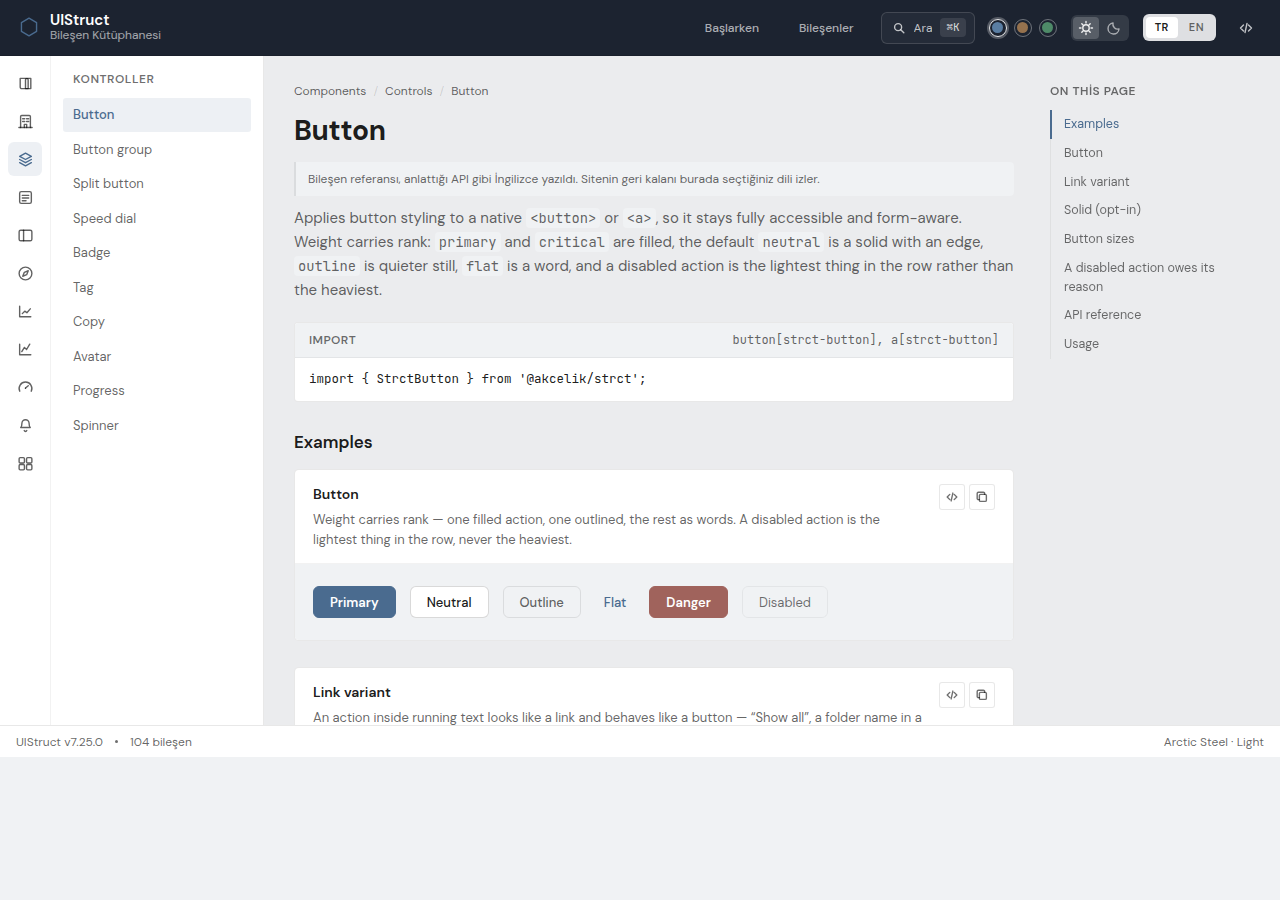 UIStruct
Bileşen Kütüphanesi
Başlarken
Bileşenler
Ara
⌘K
TR
EN
KONTROLLER
Button
Button group
Split button
Speed dial
Badge
Tag
Copy
Avatar
Progress
Spinner
Components / Controls / Button
Button
Bileşen referansı, anlattığı API gibi İngilizce yazıldı. Sitenin geri kalanı burada seçtiğiniz dili izler.
Applies button styling to a native <button> or <a>, so it stays fully accessible and form-aware.
Weight carries rank: primary and critical are filled, the default neutral is a solid with an edge,
outline is quieter still, flat is a word, and a disabled action is the lightest thing in the row rather than
the heaviest.
IMPORT
button[strct-button], a[strct-button]
import { StrctButton } from '@akcelik/strct';
Examples
Button
Weight carries rank — one filled action, one outlined, the rest as words. A disabled action is the
lightest thing in the row, never the heaviest.
Primary
Neutral
Outline
Flat
Danger
Disabled
Link variant
An action inside running text looks like a link and behaves like a button — “Show all”, a folder name in a
ON THİS PAGE
Examples
Button
Link variant
Solid (opt-in)
Button sizes
A disabled action owes its
reason
API reference
Usage
UIStruct v7.25.0 • 104 bileşen
Arctic Steel · Light